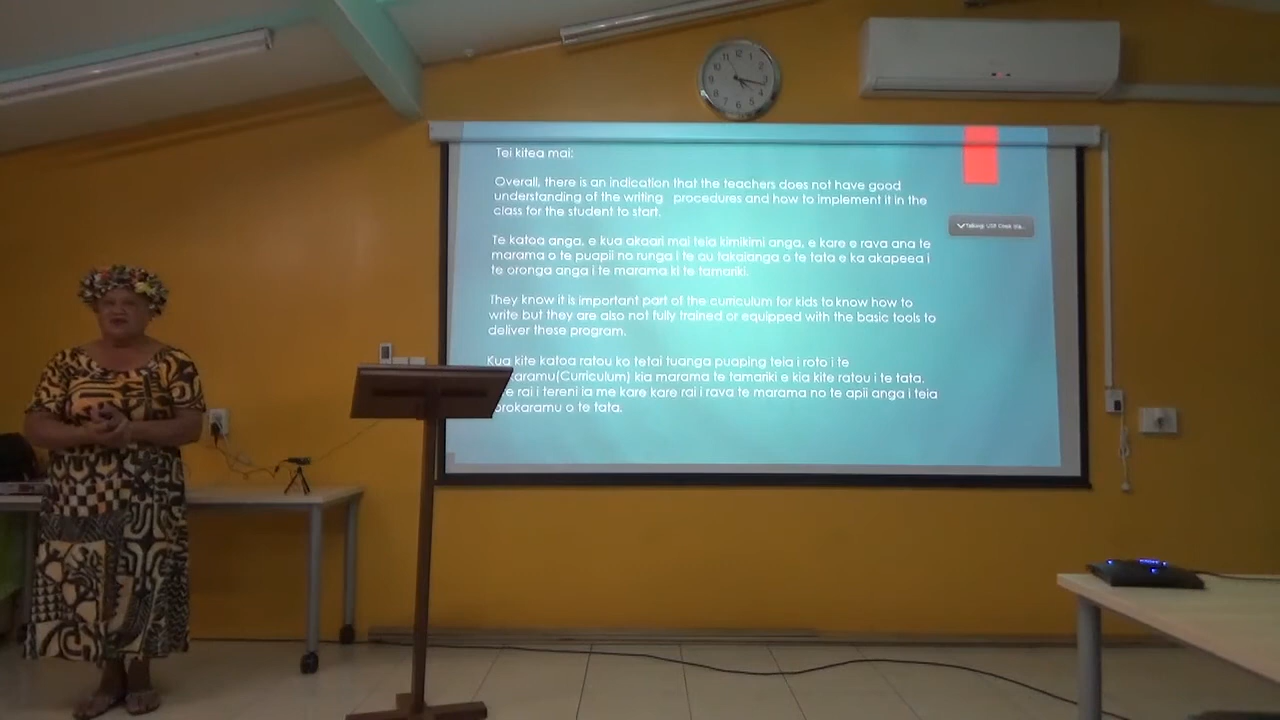 Tei kitea mai:
Overall, there is an indication that the teachers does not have good
understanding of the writing procedures and how to implement it in the
class for the student to start.
Te katoa anga, e kua akaari mai teia kimikimi anga, e kare e rava ana te
marama o te puapii no runga i te au takaianga o te tata e ka akapeea i
te oronga anga i te marama ki te tamariki.
They know it is important part of the curriculum for kids to know how to
write but they are also not fully trained or equipped with the basic tools to
deliver these program.
Kua kite katoa ratou ko tetai tuanga puaping teia i roto i te
karamu(Curriculum) kia marama te tamariki e kia kite ratou i te tata.
rai i tereni ia me kare kare rai i rava te marama no te apii anga i teia
porokaramu o te tata.
Talking: USP Cook